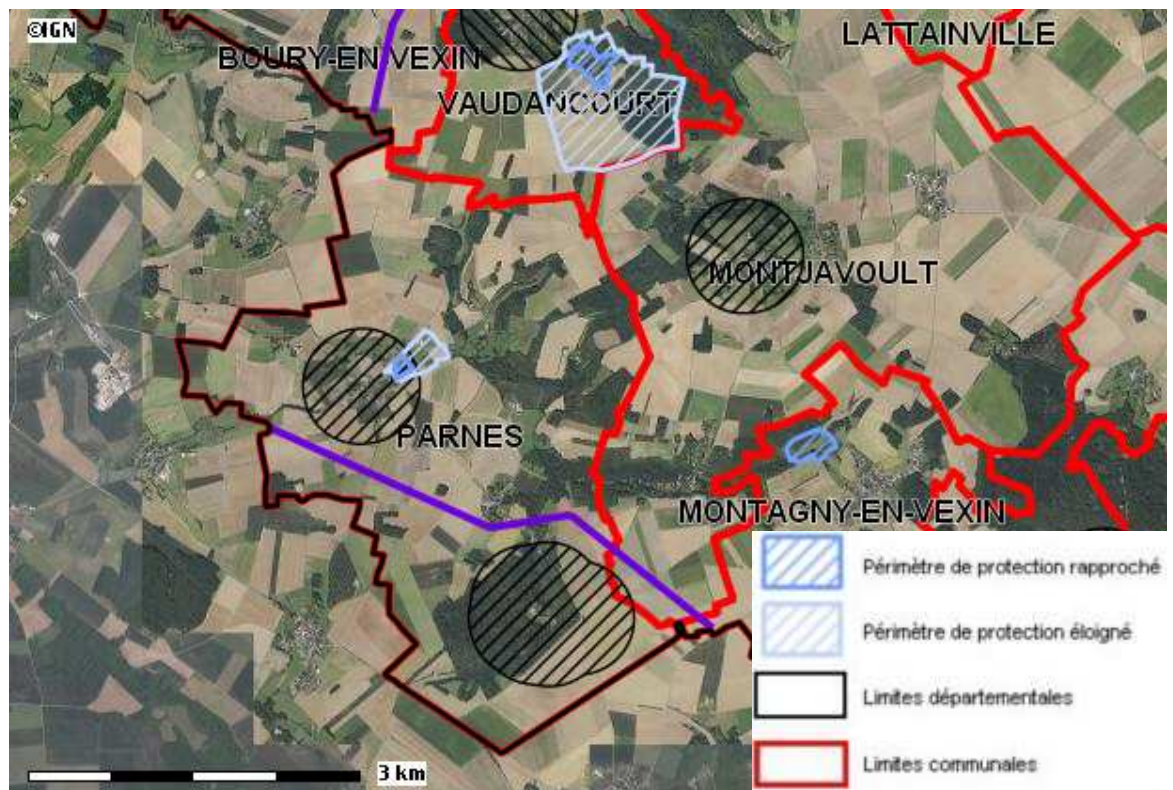 ©IGN
LATTAINVILLE
BOURY-EN-VEXIN
VAUDANCOURT
MONTJAVOULT
PARNES
MONTAGNY-EN-VEXIN
Périmètre de protection rapproché
Périmètre de protection éloigné
Limites départementales
Limites communales
3 km